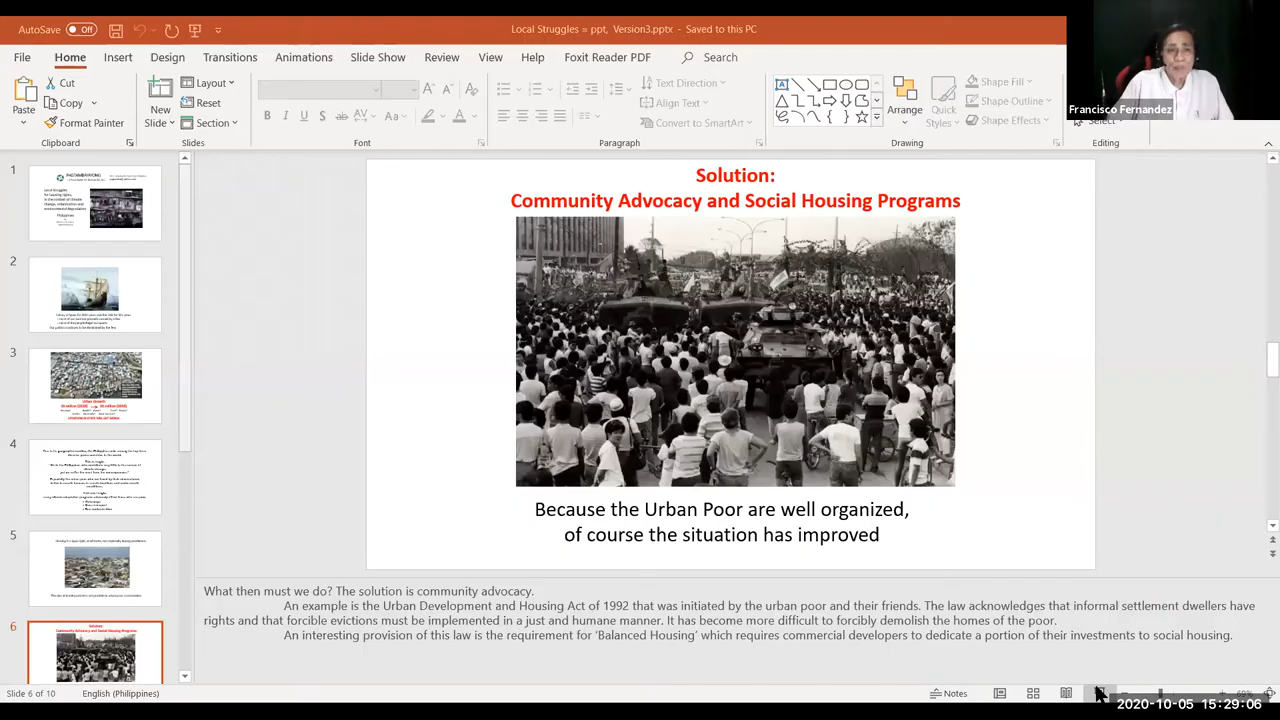 AutoSave Off
Local Struggles = ppt, Version3.pptx - Saved to this PC
File Home Insert Design Transitions Animations Slide Show Review View Help Foxit Reader PDF Search
Paste
Cut
Copy
Format Painter
Clipboard
New Slide
Layout
Reset
Section
Slides
Font
Text Direction
Align Text
Convert to SmartArt
Paragraph
Arrange
Quick Styles
Shape Fill
Shape Outline
Shape Effects
Drawing
Select
Editing
Francisco Fernandez
1
2
3
4
5
6
Solution:
Community Advocacy and Social Housing Programs
Because the Urban Poor are well organized,
of course the situation has improved
What then must we do? The solution is community advocacy.
An example is the Urban Development and Housing Act of 1992 that was initiated by the urban poor and their friends. The law acknowledges that informal settlement dwellers have
rights and that forcible evictions must be implemented in a just and humane manner. It has become more difficult to forcibly demolish the homes of the poor.
An interesting provision of this law is the requirement for 'Balanced Housing' which requires commercial developers to dedicate a portion of their investments to social housing.
Slide 6 of 10 English (Philippines)
Notes
69%
2020-10-05 15:29:06